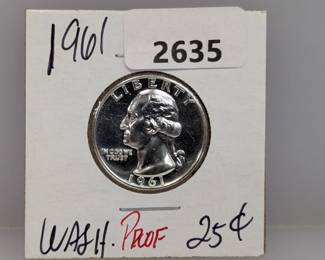 1961
2635
LIBERTY
IN GOD WE
TRUST
1961
WASH. PROOF 25¢